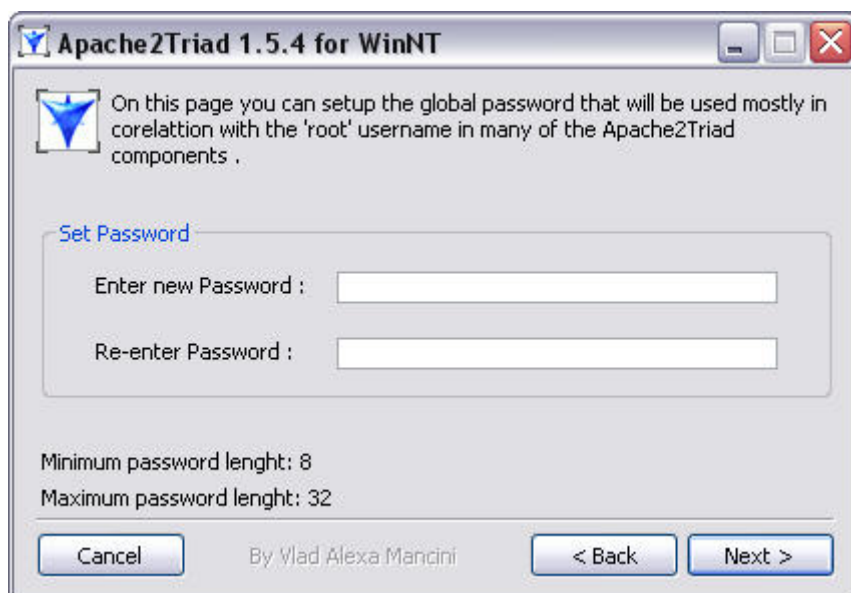 Apache2Triad 1.5.4 for WinNT
On this page you can setup the global password that will be used mostly in
corelattion with the 'root' username in many of the Apache2Triad
components .
Set Password
Enter new Password :
Re-enter Password :
Minimum password lenght: 8
Maximum password lenght: 32
Cancel
By Vlad Alexa Mancini
< Back
Next >